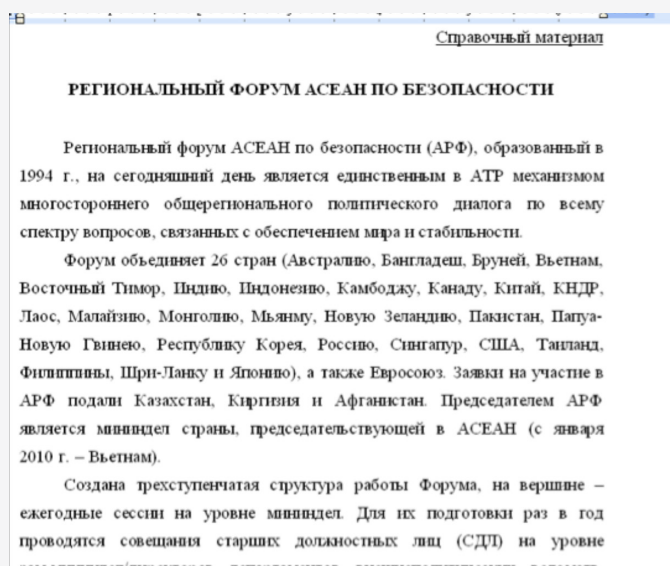 Справочный материал
РЕГИОНАЛЬНЫЙ ФОРУМ АСЕАН ПО БЕЗОПАСНОСТИ
Региональный форум АСЕАН по безопасности (АРФ), образованный в
1994 г., на сегодняшний день является единственным в АТР механизмом
многостороннего общерегионального политического диалога по всему
спектру вопросов, связанных с обеспечением мира и стабильности.
Форум объединяет 26 стран (Австралию, Бангладеш, Бруней, Вьетнам,
Восточный Тимор, Индию, Индонезию, Камбоджу, Канаду, Китай, КНДР,
Лаос, Малайзию, Монголию, Мьянму, Новую Зеландию, Пакистан, Папуа-
Новую Гвинею, Республику Корея, Россию, Сингапур, США, Таиланд,
Филиппины, Шри-Ланку и Японию), а также Евросоюз. Заявки на участие в
АРФ подали Казахстан, Киргизия и Афганистан. Председателем АРФ
является мининдел страны, председательствующей в АСЕАН (с января
2010 г. – Вьетнам).
Создана трехступенчатая структура работы Форума, на вершине –
ежегодные сессии на уровне мининдел. Для их подготовки раз в год
проводятся совещания старших должностных лиц (СДЛ) на уровне